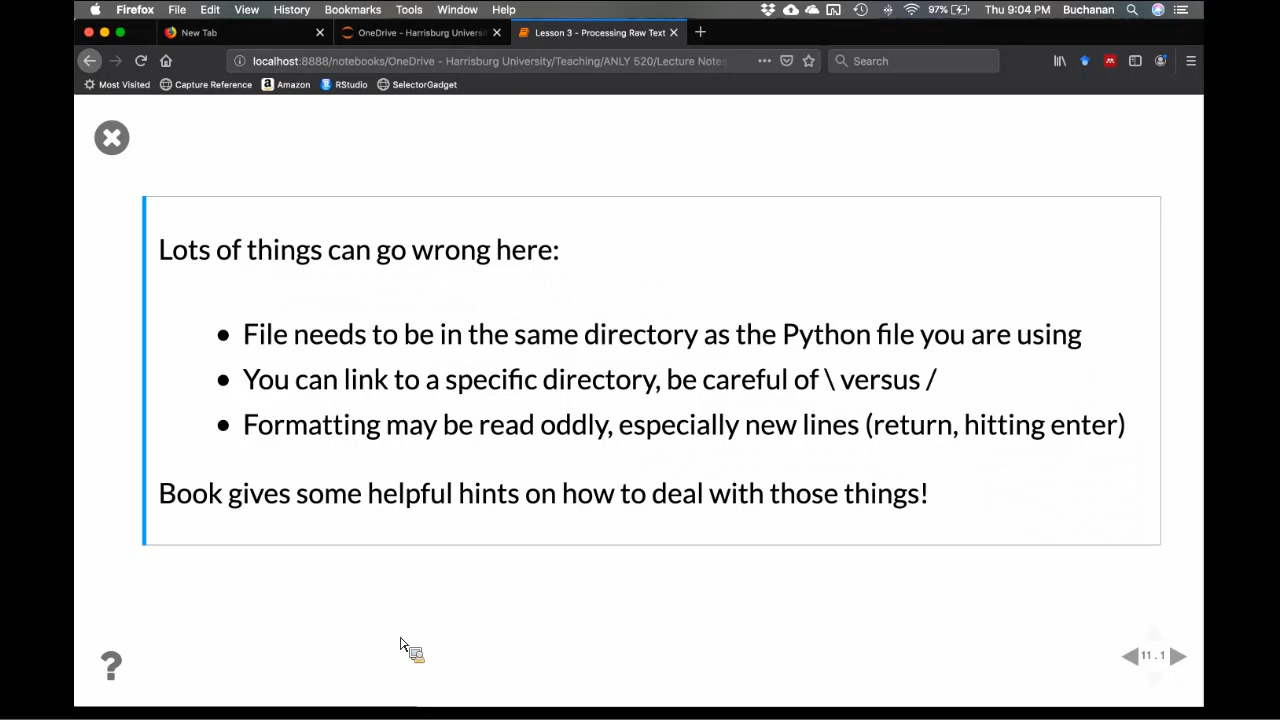 Firefox File Edit View History Bookmarks Tools Window Help 97% Thu 9:04 PM Buchanan
New Tab OneDrive - Harrisburg Universi Lesson 3 - Processing Raw Text
localhost:8888/notebooks/OneDrive - Harrisburg University/Teaching/ANLY 520/Lecture Notes Search
Most Visited Capture Reference Amazon RStudio SelectorGadget
Lots of things can go wrong here:
• File needs to be in the same directory as the Python file you are using
• You can link to a specific directory, be careful of \ versus /
• Formatting may be read oddly, especially new lines (return, hitting enter)
Book gives some helpful hints on how to deal with those things!
?
11 . 1